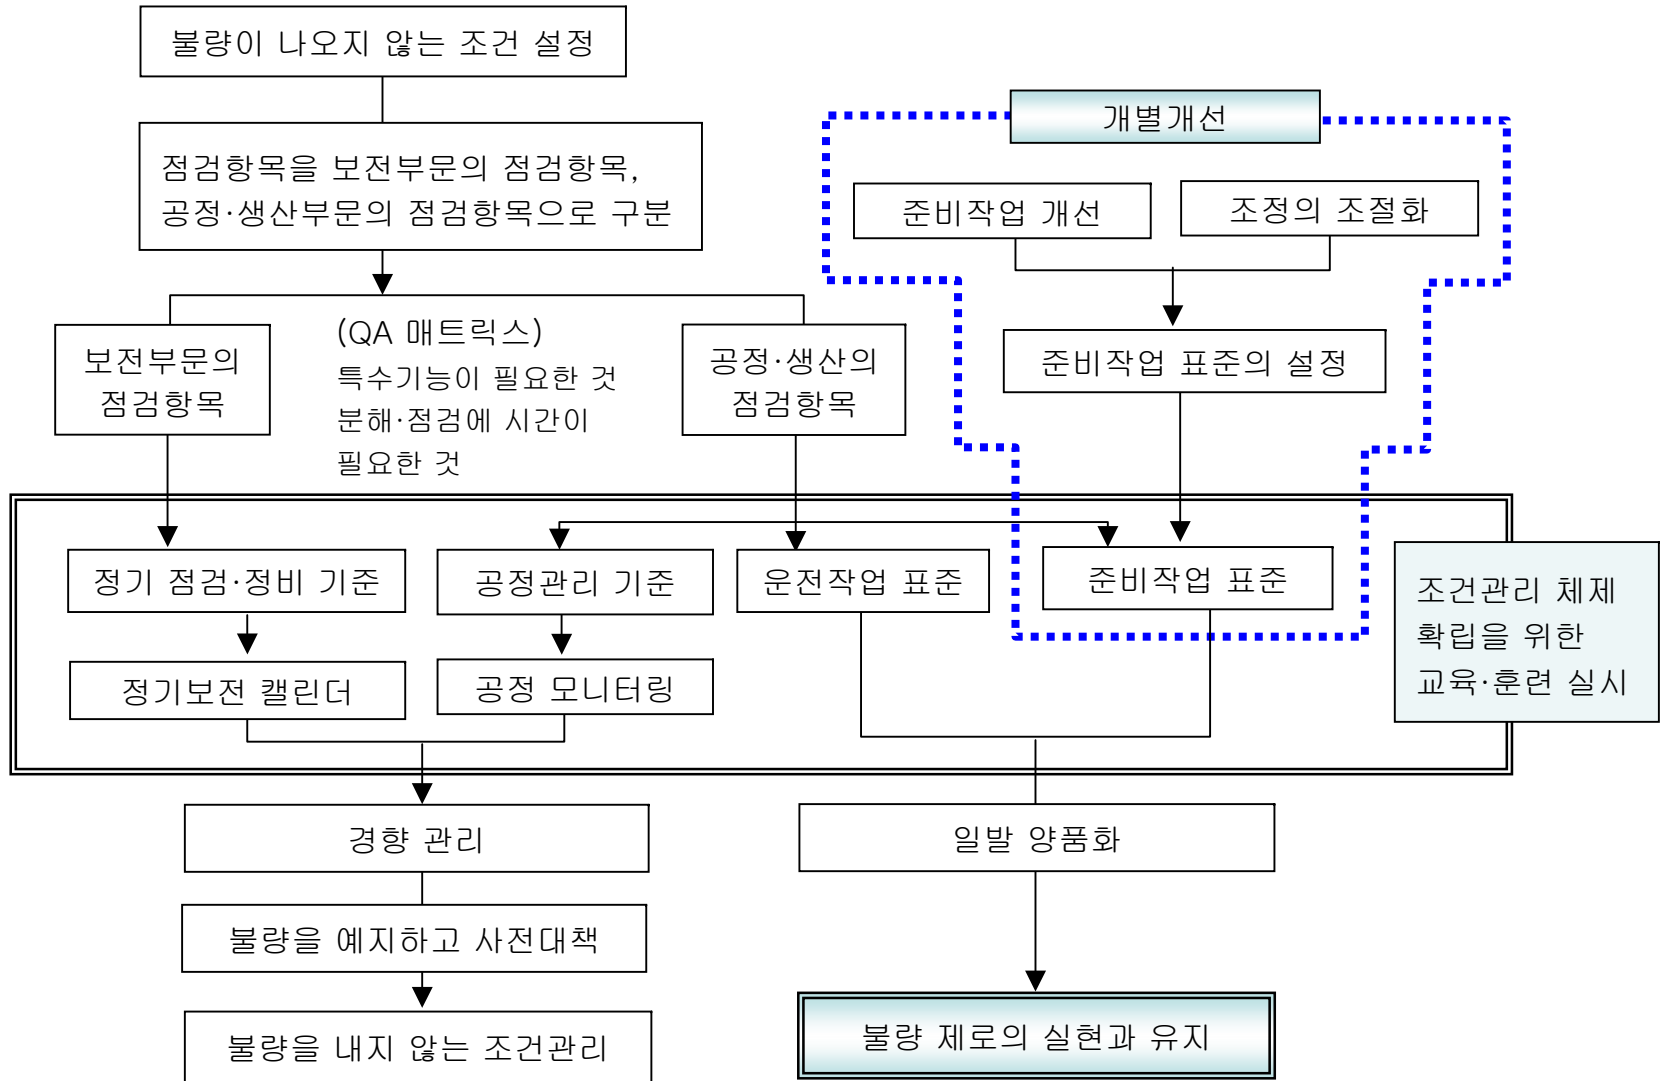 불량이 나오지 않는 조건 설정
점검항목을 보전부문의 점검항목,
공정·생산부문의 점검항목으로 구분
개별개선
준비작업 개선
조정의 조절화
보전부문의
점검항목
(QA 매트릭스)
특수기능이 필요한 것
분해·점검에 시간이
필요한 것
공정·생산의
점검항목
준비작업 표준의 설정
정기 점검·정비 기준
공정관리 기준
운전작업 표준
준비작업 표준
조건관리 체제
확립을 위한
교육·훈련 실시
정기보전 캘린더
공정 모니터링
경향 관리
일발 양품화
불량을 예지하고 사전대책
불량을 내지 않는 조건관리
불량 제로의 실현과 유지